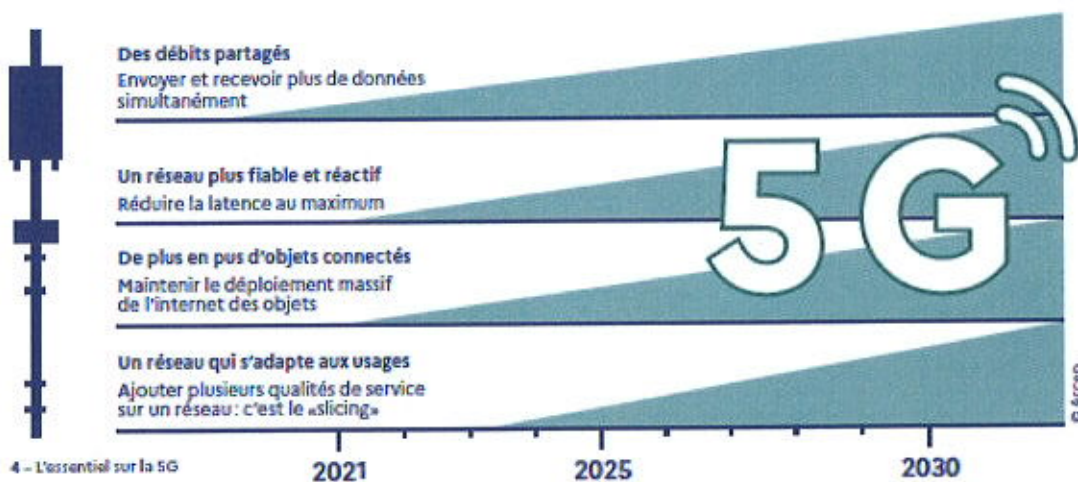 Des débits partagés
Envoyer et recevoir plus de données
simultanément
Un réseau plus fiable et réactif
Réduire la latence au maximum
De plus en pus d'objets connectés
Maintenir le déploiement massif
de l'internet des objets
Un réseau qui s'adapte aux usages
Ajouter plusieurs qualités de service
sur un réseau : c'est le «slicing»
5G
© Arcep
2021
2025
2030
4 – L'essentiel sur la 5G